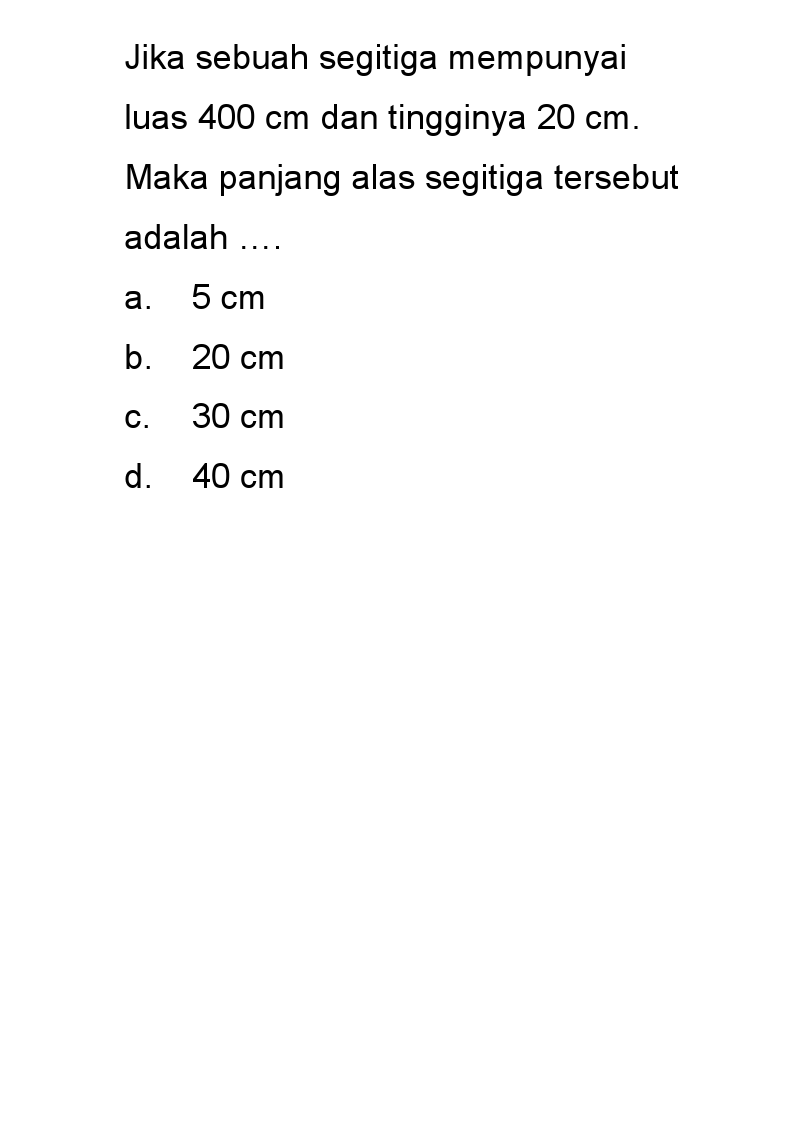 Jika sebuah segitiga mempunyai
luas 400 cm dan tingginya 20 cm.
Maka panjang alas segitiga tersebut
adalah ....
a. 5 cm
b. 20 cm
c. 30 cm
d. 40 cm